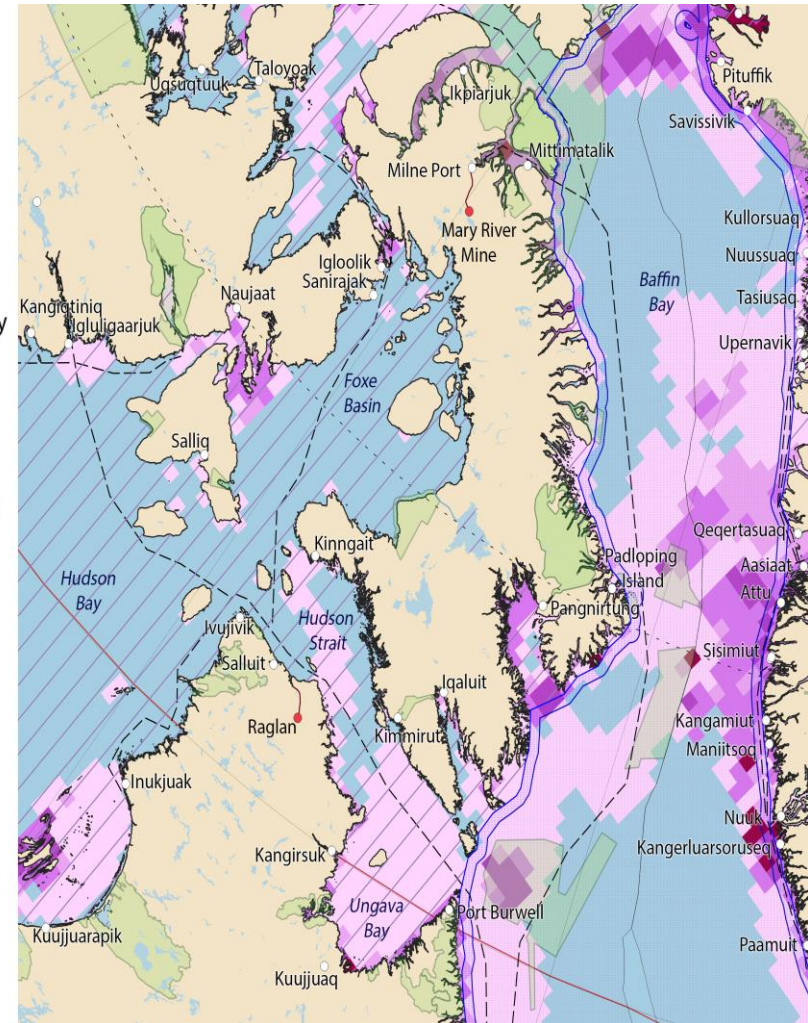 Uqsuqtuuk
Taloyoak
Ikpiarjuk
Pituffik
Savissivik
Milne Port
Mittimatalik
Mary River
Mine
Kullorsuaq
Nuussuaq
Tasiusaq
Upernavik
Igloolik
Sanirajak
Naujaat
Baffin
Bay
Kangiqtiniq
y
Igluligaarjuk
Foxe
Basin
Salliq
Qeqertasuaq
Aasiaat
Attu
Kinngait
Padloping
Island
Pangnirtung
Hudson
Bay
Hudson
Strait
Ivujivik
Salluit
Sisimiut
Iqaluit
Raglan
Kimmirut
Kangamiut
Maniitsoq
Inukjuak
Nuuk
Kangerluarsoruseq
Kangirsuk
Ungava
Bay
Port Burwell
Kuujjuarapik
Kuujjuaq
Paamuit